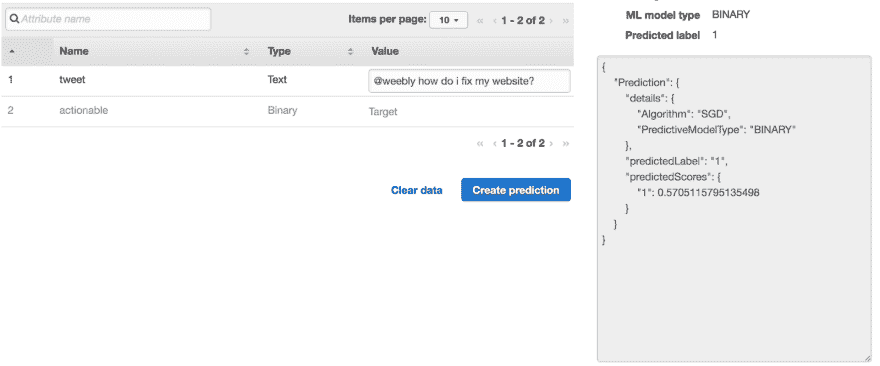 Attribute name
Items per page: 10 « ‹ 1 - 2 of 2 › »
Name Type Value
1 tweet Text @weebly how do i fix my website?
2 actionable Binary Target
« ‹ 1 - 2 of 2 › »
Clear data Create prediction
ML model type BINARY
Predicted label 1
{
"Prediction": {
"details": {
"Algorithm": "SGD",
"PredictiveModelType": "BINARY"
},
"predictedLabel": "1",
"predictedScores": {
"1": 0.5705115795135498
}
}
}